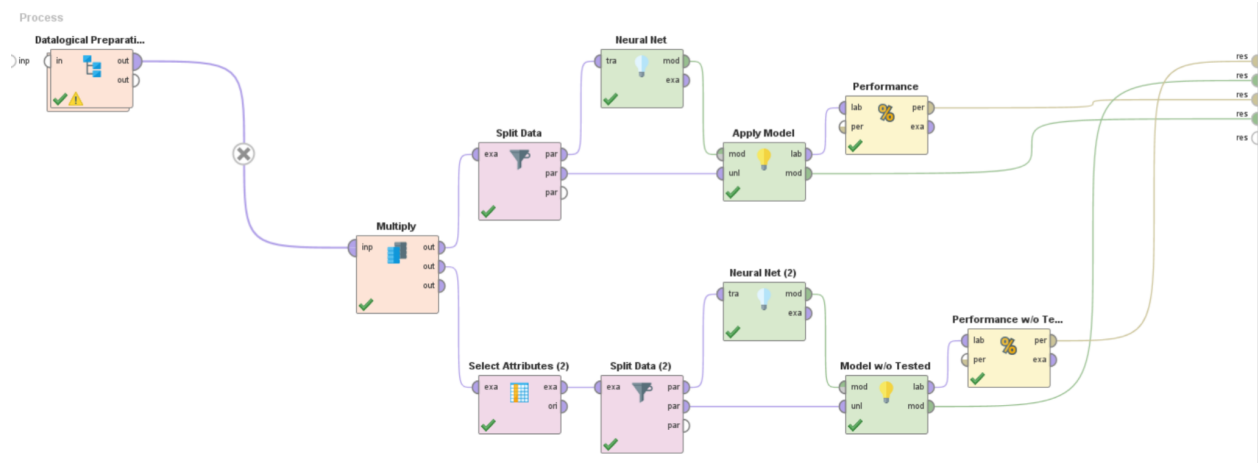 Process
Datalogical Preparati...
inp
in
out
out
Neural Net
tra
mod
exa
Performance
lab
per
per
exa
res
res
res
res
res
Split Data
exa
par
par
par
Apply Model
mod
lab
unl
mod
Multiply
inp
out
out
out
Neural Net (2)
tra
mod
exa
Performance w/o Te...
lab
per
per
exa
Select Attributes (2)
exa
exa
ori
Split Data (2)
exa
par
par
par
Model w/o Tested
mod
lab
unl
mod